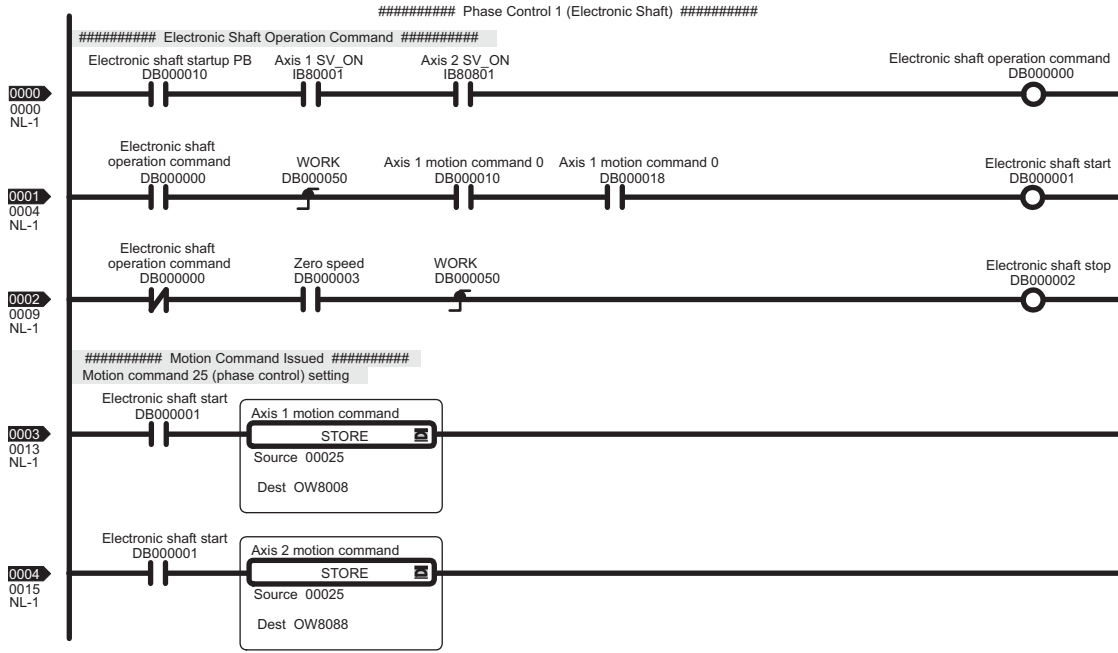 ########## Phase Control 1 (Electronic Shaft) ##########
########## Electronic Shaft Operation Command ##########
Electronic shaft startup PB Axis 1 SV_ON Axis 2 SV_ON Electronic shaft operation command
DB000010 IB80001 IB80801 DB000000
0000
0000
NL-1
Electronic shaft
operation command WORK Axis 1 motion command 0 Axis 1 motion command 0 Electronic shaft start
DB000000 DB000050 DB000010 DB000018 DB000001
0001
0004
NL-1
Electronic shaft
operation command Zero speed WORK Electronic shaft stop
DB000000 DB000003 DB000050 DB000002
0002
0009
NL-1
########## Motion Command Issued ##########
Motion command 25 (phase control) setting
Electronic shaft start
DB000001 Axis 1 motion command
0003 STORE
0013
NL-1
Source 00025
Dest OW8008
Electronic shaft start
DB000001 Axis 2 motion command
0004 STORE
0015
NL-1
Source 00025
Dest OW8088